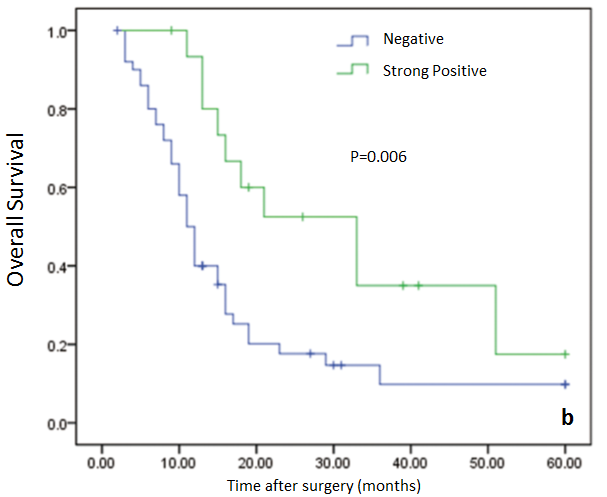 Negative
Strong Positive
P=0.006
Overall Survival
1.0
0.8
0.6
0.4
0.2
0.0
b
0.00 10.00 20.00 30.00 40.00 50.00 60.00
Time after surgery (months)